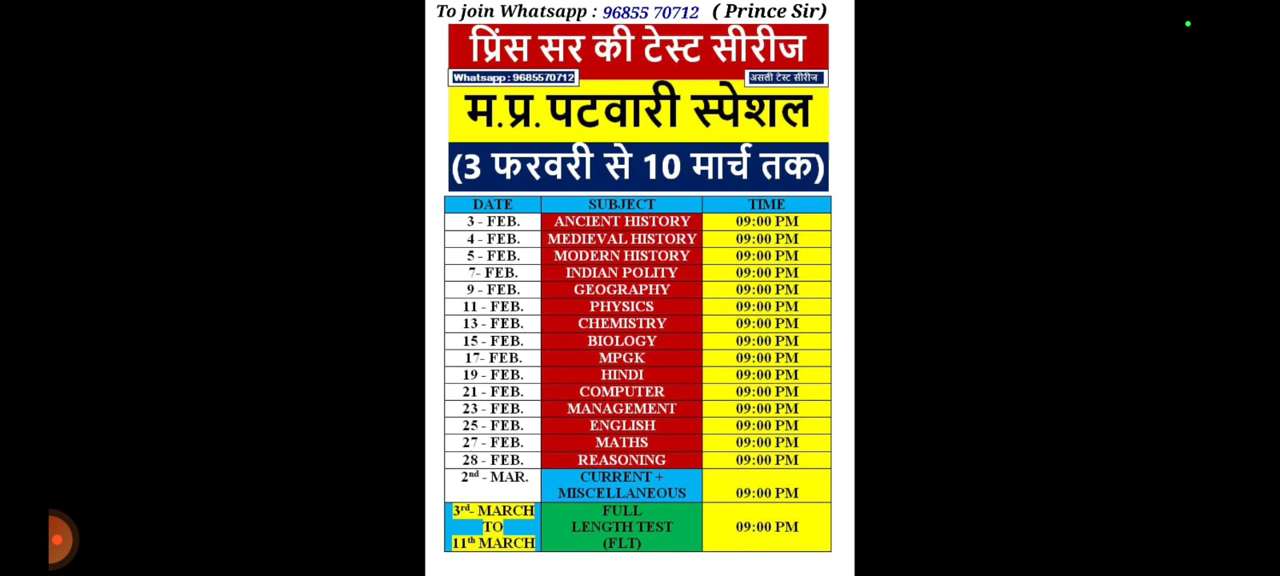 To join Whatsapp : 96855 70712 ( Prince Sir)
प्रिंस सर की टेस्ट सीरीज
Whatsapp : 9685570712 असली टेस्ट सीरीज
म.प्र. पटवारी स्पेशल
(3 फरवरी से 10 मार्च तक)
DATE SUBJECT TIME
3 - FEB. ANCIENT HISTORY 09:00 PM
4 - FEB. MEDIEVAL HISTORY 09:00 PM
5 - FEB. MODERN HISTORY 09:00 PM
7- FEB. INDIAN POLITY 09:00 PM
9 - FEB. GEOGRAPHY 09:00 PM
11 - FEB. PHYSICS 09:00 PM
13 - FEB. CHEMISTRY 09:00 PM
15 - FEB. BIOLOGY 09:00 PM
17- FEB. MPGK 09:00 PM
19 - FEB. HINDI 09:00 PM
21 - FEB. COMPUTER 09:00 PM
23 - FEB. MANAGEMENT 09:00 PM
25 - FEB. ENGLISH 09:00 PM
27 - FEB. MATHS 09:00 PM
28 - FEB. REASONING 09:00 PM
2nd - MAR. CURRENT +
MISCELLANEOUS 09:00 PM
3rd- MARCH FULL
TO LENGTH TEST 09:00 PM
11th MARCH (FLT)